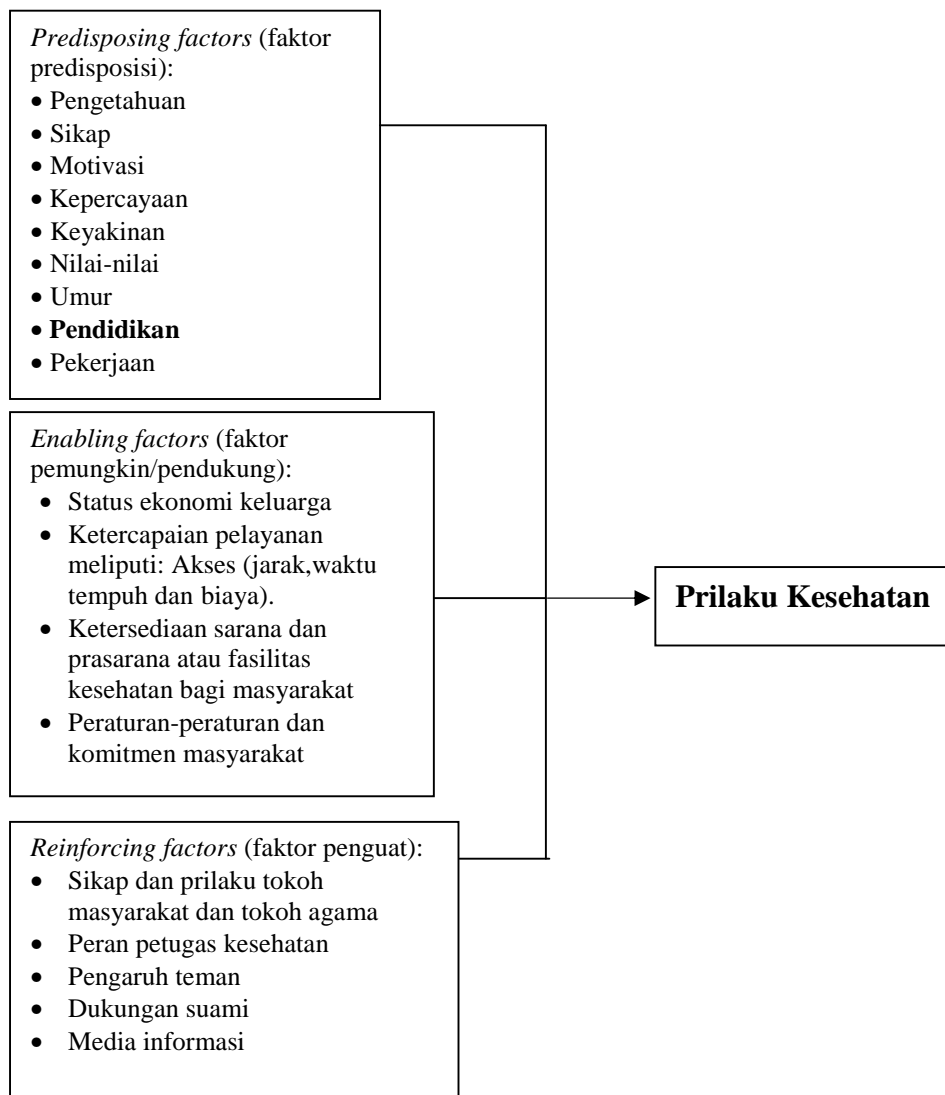 Predisposing factors (faktor
predisposisi):
• Pengetahuan
• Sikap
• Motivasi
• Kepercayaan
• Keyakinan
• Nilai-nilai
• Umur
• Pendidikan
• Pekerjaan
Enabling factors (faktor
pemungkin/pendukung):
• Status ekonomi keluarga
• Ketercapaian pelayanan
meliputi: Akses (jarak,waktu
tempuh dan biaya).
• Ketersediaan sarana dan
prasarana atau fasilitas
kesehatan bagi masyarakat
• Peraturan-peraturan dan
komitmen masyarakat
Prilaku Kesehatan
Reinforcing factors (faktor penguat):
• Sikap dan prilaku tokoh
masyarakat dan tokoh agama
• Peran petugas kesehatan
• Pengaruh teman
• Dukungan suami
• Media informasi